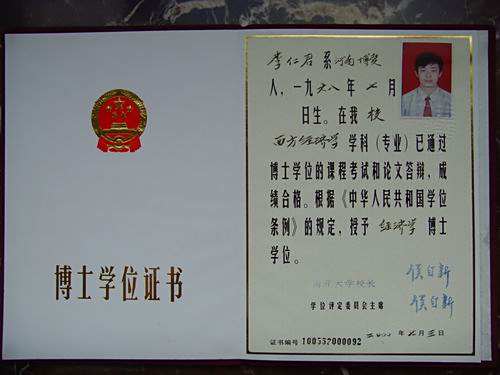 博士学位证书
李仁君 系 河南博爱
人，一九六八年 七 月
日生。在我 校
西方经济学 学科（专业）已通过
博士学位的课程考试和论文答辩，成
绩合格。根据《中华人民共和国学位
条例》的规定，授予 经济学 博士
学位。
南开大学校长
侯自新
学位评定委员会主席
侯自新
证书编号